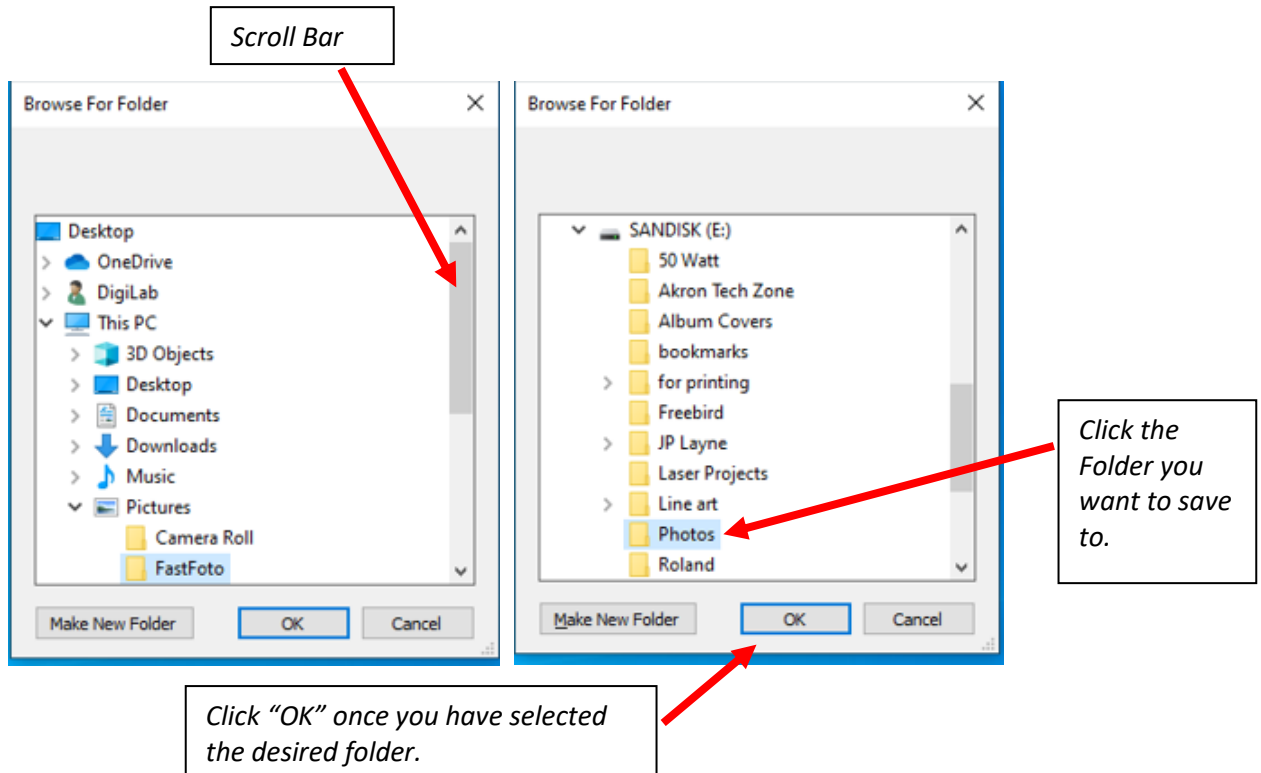 Scroll Bar
Browse For Folder
Desktop
OneDrive
DigiLab
This PC
3D Objects
Desktop
Documents
Downloads
Music
Pictures
Camera Roll
FastFoto
Make New Folder
OK
Cancel
Browse For Folder
SANDISK (E:)
50 Watt
Akron Tech Zone
Album Covers
bookmarks
for printing
Freebird
JP Layne
Laser Projects
Line art
Photos
Roland
Make New Folder
OK
Cancel
Click the
Folder you
want to save
to.
Click “OK” once you have selected
the desired folder.